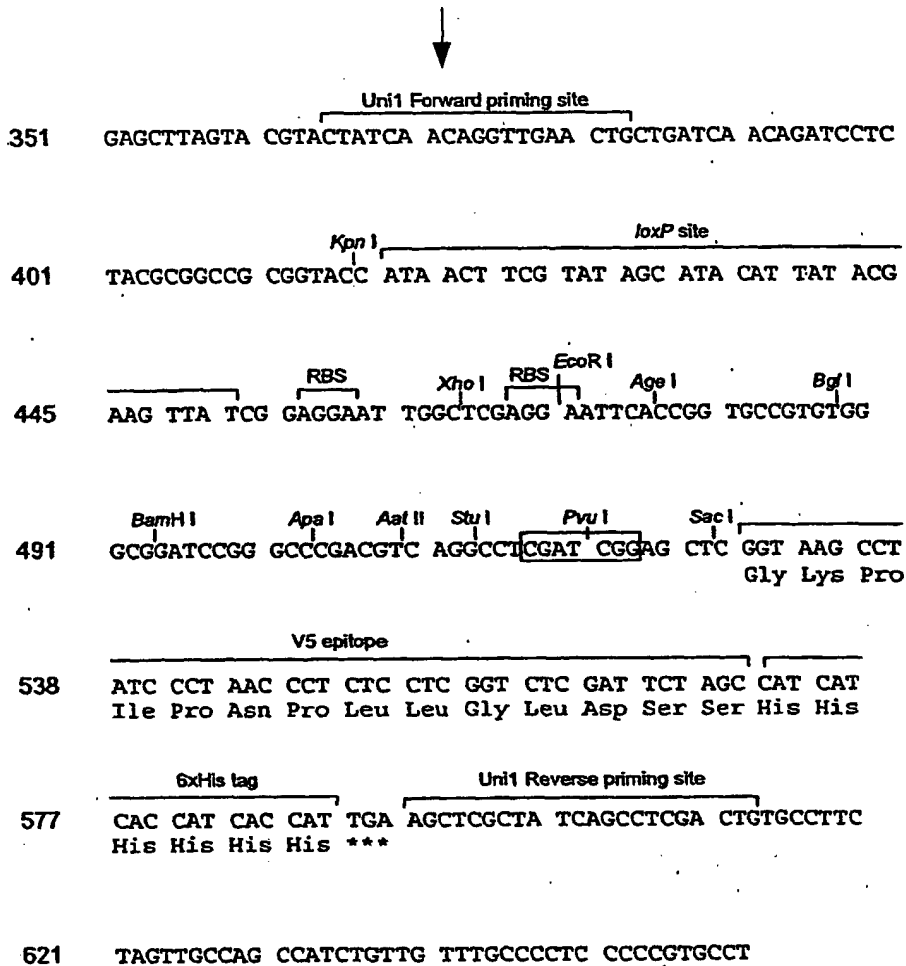 Uni1 Forward priming site
351 GAGCTTAGTA CGTACTATCA ACAGGTTGAA CTGCTGATCA ACAGATCCTC
Kpn I loxP site
401 TACGCGGCCG CGGTACC ATA ACT TCG TAT AGC ATA CAT TAT ACG
RBS Xho I RBS EcoR I Age I Bgl I
445 AAG TTA TCG GAGGAAT TGGCTCGAGG AATTCACCGG TGCCGTGTGG
BamH I Apa I Aat II Stu I Pvu I Sac I
491 GCGGATCCGG GCCCGACGTC AGGCCTCGAT CGGAG CTC GGT AAG CCT
Gly Lys Pro
V5 epitope
538 ATC CCT AAC CCT CTC CTC GGT CTC GAT TCT AGC CAT CAT
Ile Pro Asn Pro Leu Leu Gly Leu Asp Ser Ser His His
6xHis tag Uni1 Reverse priming site
577 CAC CAT CAC CAT TGA AGCTCGCTA TCAGCCTCGA CTGTGCCTTC
His His His His ***
621 TAGTTGCCAG CCATCTGTTG TTTGCCCCTC CCCCGTGCCT